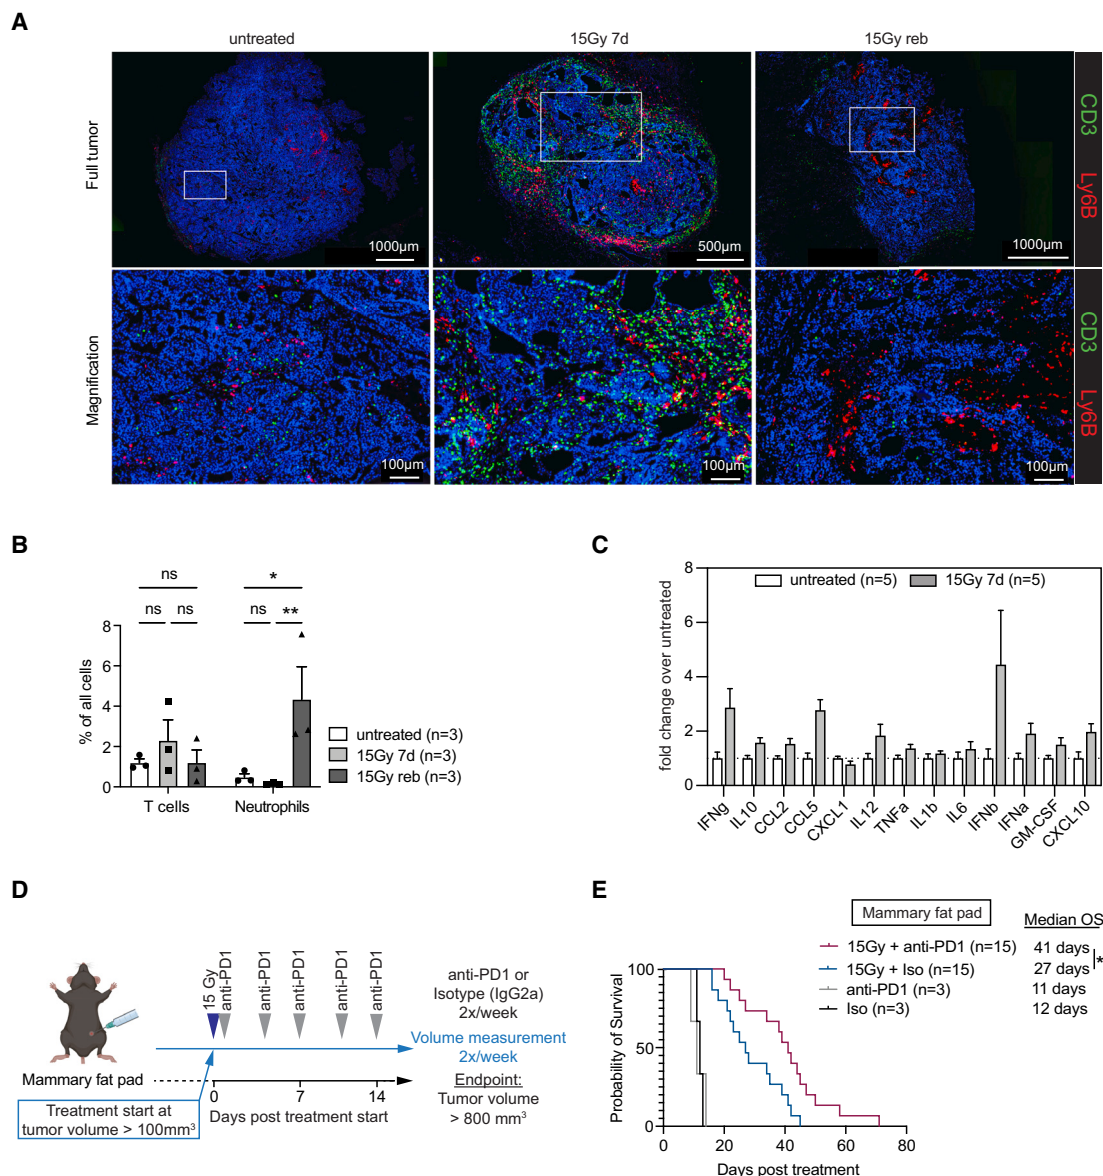 A
untreated
15Gy 7d
15Gy reb
Full tumor
1000µm
500µm
1000µm
CD3
Ly6B
Magnification
100µm
100µm
100µm
CD3
Ly6B
B
ns
*
ns
ns
ns
**
% of all cells
8
6
4
2
0
T cells
Neutrophils
untreated (n=3)
15Gy 7d (n=3)
15Gy reb (n=3)
C
fold change over untreated
8
6
4
2
0
untreated (n=5)
15Gy 7d (n=5)
IFNg
IL10
CCL2
CCL5
CXCL1
IL12
TNFa
IL1b
IL6
IFNb
IFNa
GM-CSF
CXCL10
D
15 Gy
anti-PD1
anti-PD1
anti-PD1
anti-PD1
anti-PD1
anti-PD1 or
Isotype (IgG2a)
2x/week
Volume measurement
2x/week
Mammary fat pad
0
7
14
Days post treatment start
Treatment start at
tumor volume > 100mm³
Endpoint:
Tumor volume
> 800 mm³
E
Mammary fat pad
Median OS
15Gy + anti-PD1 (n=15)
41 days
15Gy + Iso (n=15)
27 days
*
anti-PD1 (n=3)
11 days
Iso (n=3)
12 days
Probability of Survival
100
50
0
0
20
40
60
80
Days post treatment